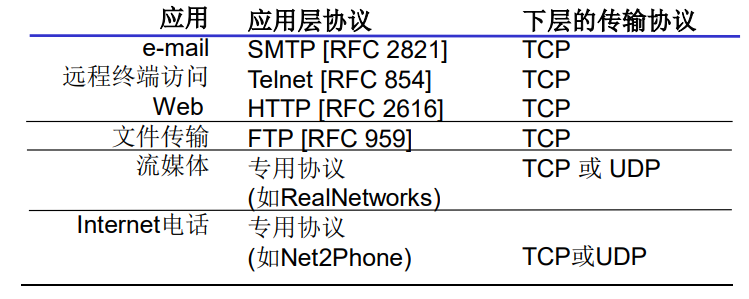 应用 应用层协议 下层的传输协议
e-mail SMTP [RFC 2821] TCP
远程终端访问 Telnet [RFC 854] TCP
Web HTTP [RFC 2616] TCP
文件传输 FTP [RFC 959] TCP
流媒体 专用协议 TCP 或 UDP
(如RealNetworks)
Internet电话 专用协议
(如Net2Phone) TCP或UDP